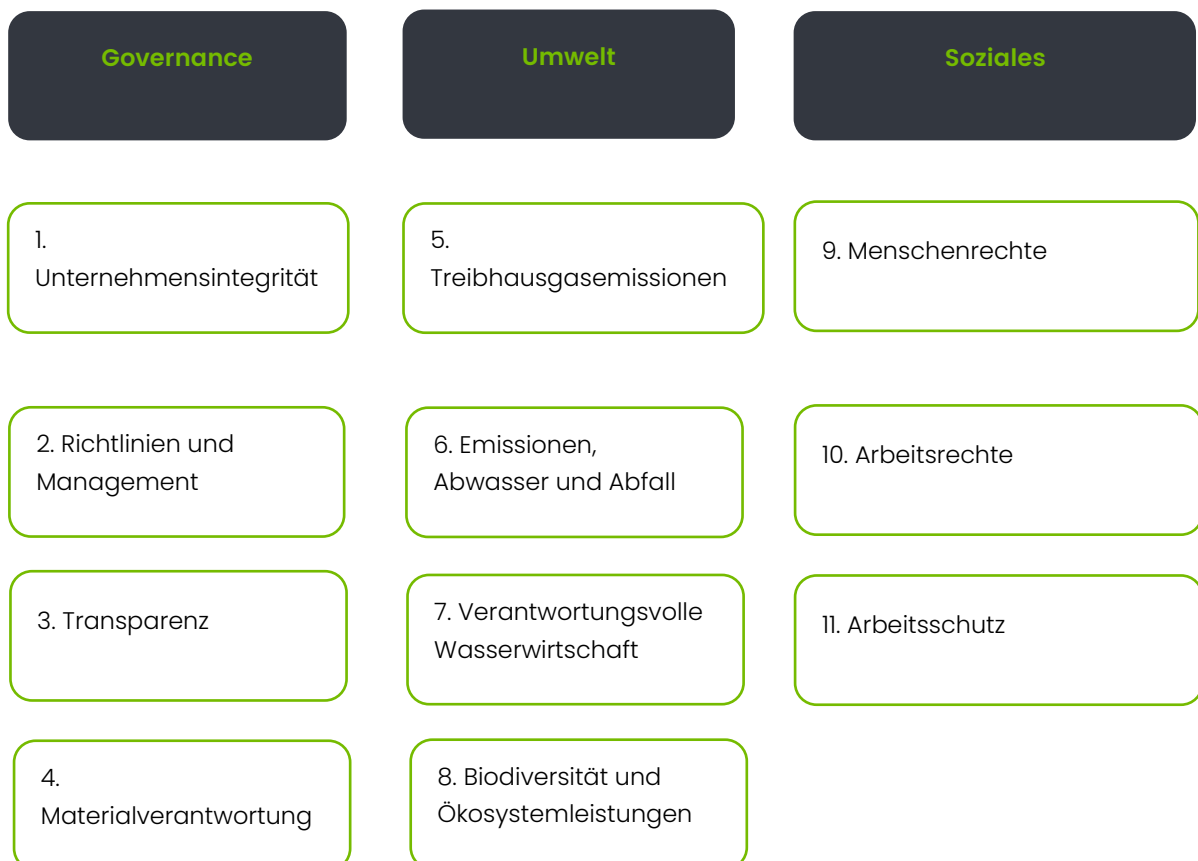 Governance
Umwelt
Soziales
1.
Unternehmensintegrität
5.
Treibhausgasemissionen
9. Menschenrechte
2. Richtlinien und
Management
6. Emissionen,
Abwasser und Abfall
10. Arbeitsrechte
3. Transparenz
7. Verantwortungsvolle
Wasserwirtschaft
11. Arbeitsschutz
4.
Materialverantwortung
8. Biodiversität und
Ökosystemleistungen